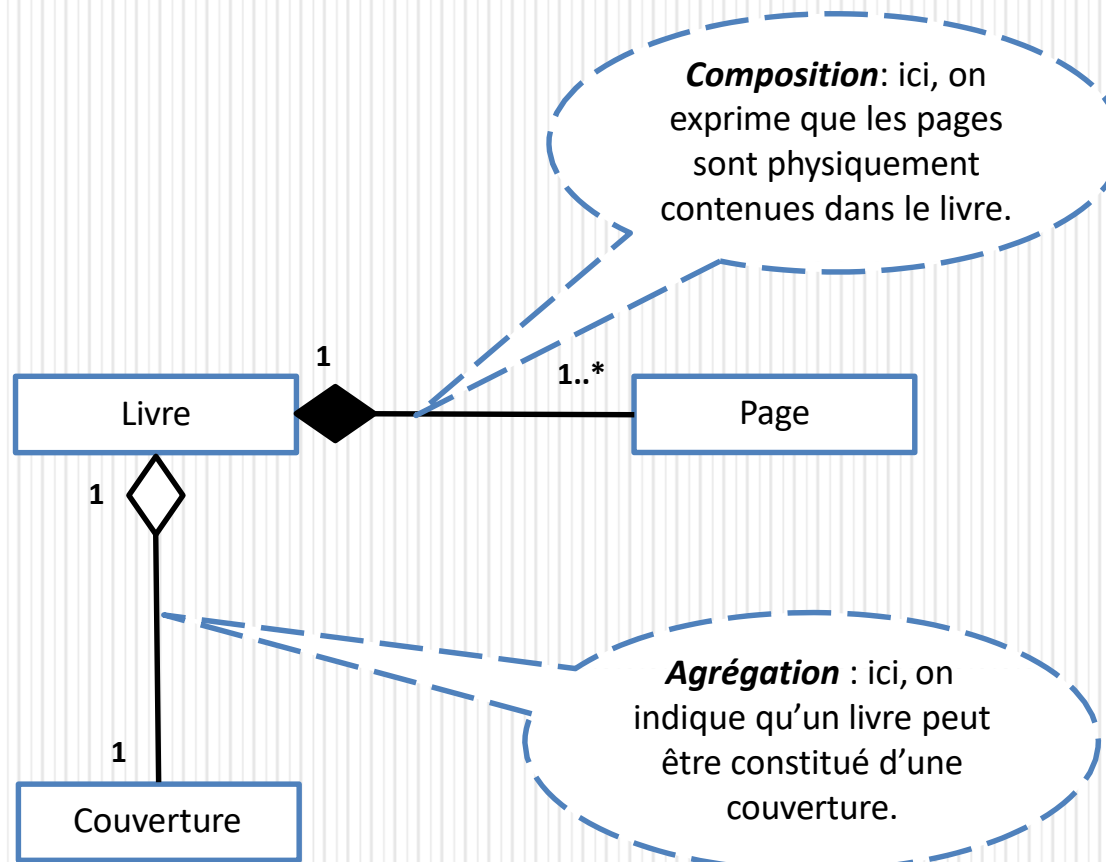 Composition: ici, on
exprime que les pages
sont physiquement
contenues dans le livre.
1
1..*
Livre
Page
1
Agrégation : ici, on
indique qu’un livre peut
être constitué d’une
couverture.
1
Couverture